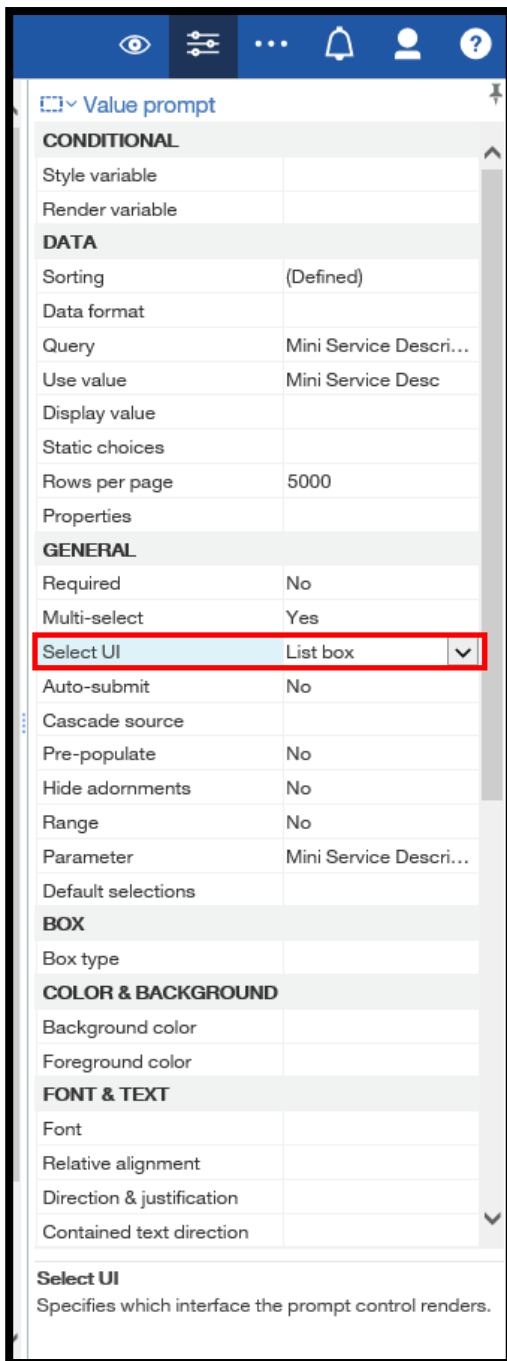 ?
Value prompt
CONDITIONAL
Style variable
Render variable
DATA
Sorting (Defined)
Data format
Query Mini Service Descri...
Use value Mini Service Desc
Display value
Static choices
Rows per page 5000
Properties
GENERAL
Required No
Multi-select Yes
Select UI List box
Auto-submit No
Cascade source
Pre-populate No
Hide adornments No
Range No
Parameter Mini Service Descri...
Default selections
BOX
Box type
COLOR & BACKGROUND
Background color
Foreground color
FONT & TEXT
Font
Relative alignment
Direction & justification
Contained text direction
Select UI
Specifies which interface the prompt control renders.